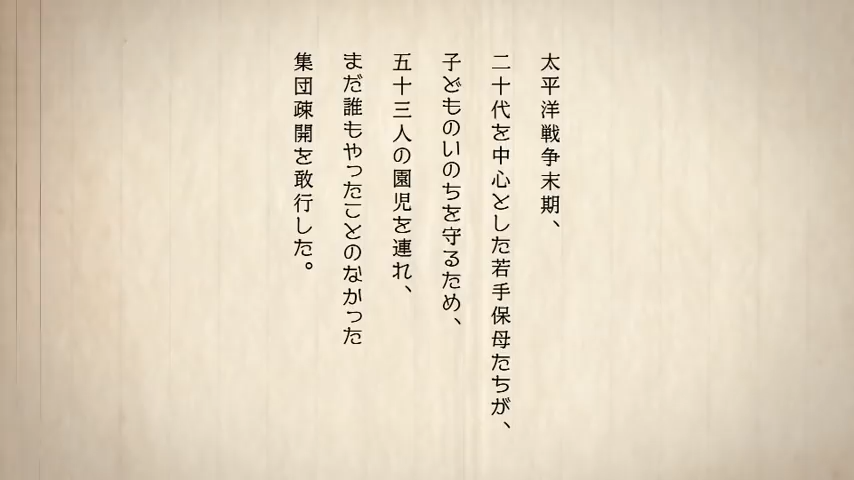 太平洋戦争末期、
二十代を中心とした若手保母たちが、
子どものいのちを守るため、
五十三人の園児を連れ、
まだ誰もやったことのなかった
集団疎開を敢行した。